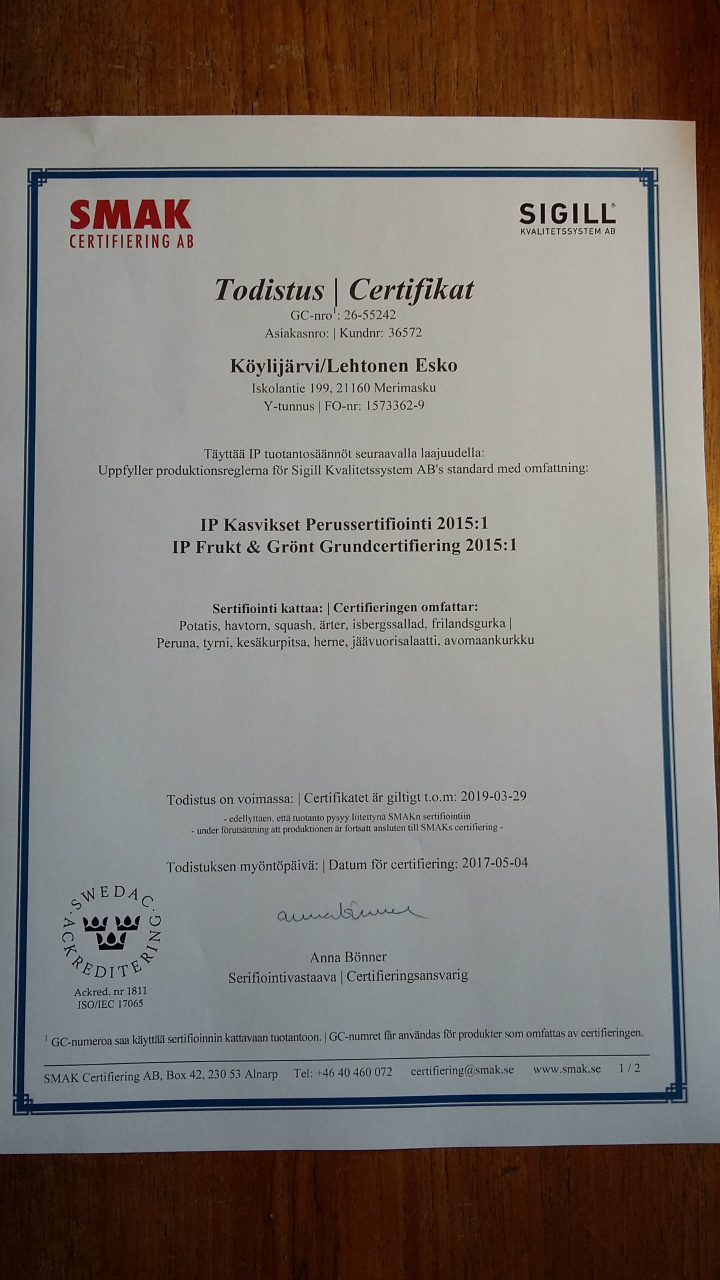 SMAK
CERTIFIERING AB
SIGILL®
KVALITETSSYSTEM AB
Todistus | Certifikat
GC-nro¹: 26-55242
Asiakasnro: | Kundnr: 36572
Köylijärvi/Lehtonen Esko
Iskolantie 199, 21160 Merimasku
Y-tunnus | FO-nr: 1573362-9
Täyttää IP tuotantosäännöt seuraavalla laajuudella:
Uppfyller produktionsreglerna för Sigill Kvalitetssystem AB's standard med omfattning:
IP Kasvikset Perussertifiointi 2015:1
IP Frukt & Grönt Grundcertifiering 2015:1
Sertifiointi kattaa: | Certifieringen omfattar:
Potatis, havtorn, squash, ärter, isbergssallad, frilandsgurka |
Peruna, tyrni, kesäkurpitsa, herne, jäävuorisalaatti, avomaankurkku
Todistus on voimassa: | Certifikatet är giltigt t.o.m: 2019-03-29
- edellyttäen, että tuotanto pysyy liitettynä SMAKn sertifiointiin
- under förutsättning att produktionen är fortsatt ansluten till SMAKs certifiering -
Todistuksen myöntöpäivä: | Datum för certifiering: 2017-05-04
Anna Bönner
Serifiointivastaava | Certifieringsansvarig
· SWEDAC ·
ACKREDITERING
Ackred. nr 1811
ISO/IEC 17065
¹ GC-numeroa saa käyttää sertifioinnin kattavaan tuotantoon. | GC-numret får användas för produkter som omfattas av certifieringen.
SMAK Certifiering AB, Box 42, 230 53 Alnarp Tel: +46 40 460 072 certifiering@smak.se www.smak.se 1 / 2